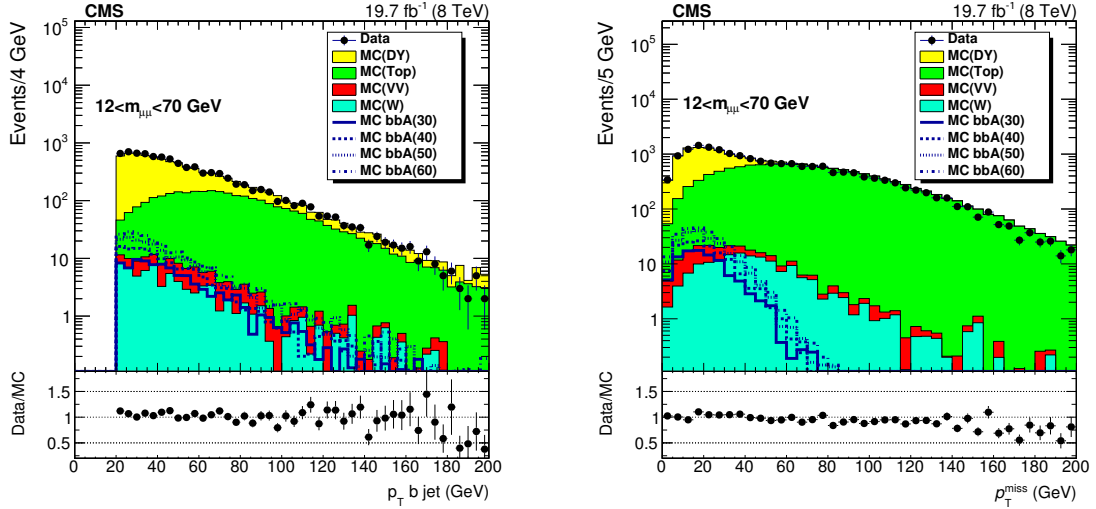 CMS 19.7 fb⁻¹ (8 TeV)
Events/4 GeV
10⁵
10⁴
10³
10²
10
1
12<m_μμ<70 GeV
Data
MC(DY)
MC(Top)
MC(VV)
MC(W)
MC bbA(30)
MC bbA(40)
MC bbA(50)
MC bbA(60)
Data/MC
1.5
1
0.5
0 20 40 60 80 100 120 140 160 180 200
p_T b jet (GeV)
CMS 19.7 fb⁻¹ (8 TeV)
Events/5 GeV
10⁵
10⁴
10³
10²
10
1
12<m_μμ<70 GeV
Data
MC(DY)
MC(Top)
MC(VV)
MC(W)
MC bbA(30)
MC bbA(40)
MC bbA(50)
MC bbA(60)
Data/MC
1.5
1
0.5
0 20 40 60 80 100 120 140 160 180 200
p_T^miss (GeV)